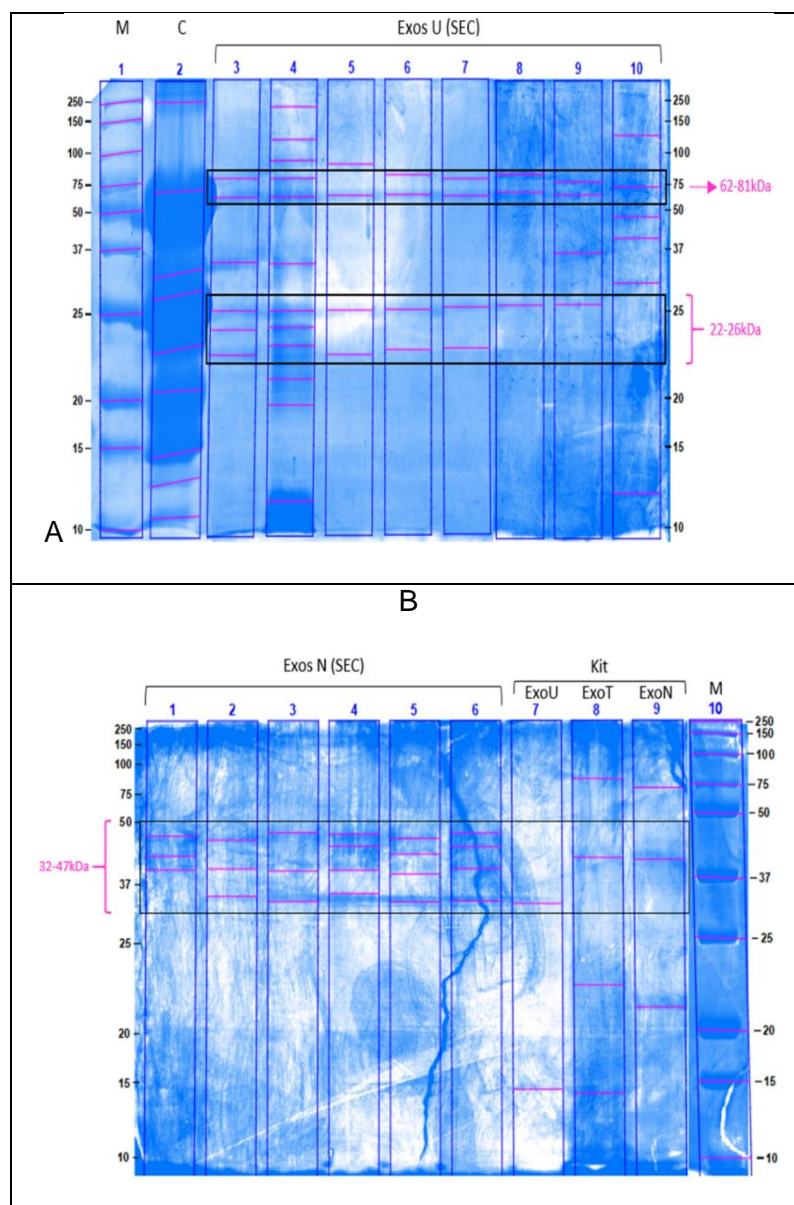 M C Exos U (SEC)
1 2 3 4 5 6 7 8 9 10
250 250
150 150
100 100
75 75 62-81kDa
50 50
37 37
25 25
22-26kDa
20 20
15 15
10 10
A
B
Exos N (SEC) Kit
ExoU ExoT ExoN M
1 2 3 4 5 6 7 8 9 10
250 250
150 150
100 100
75 75
50 50
32-47kDa
37 37
25 25
20 20
15 15
10 10